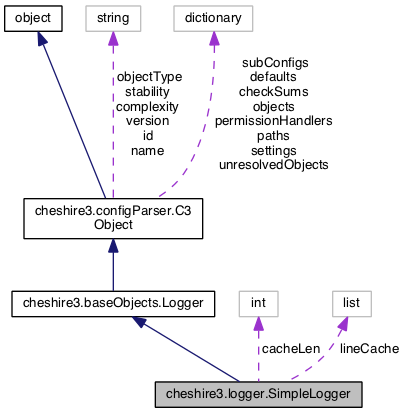 object
string
dictionary
objectType
stability
complexity
version
id
name
subConfigs
defaults
checkSums
objects
permissionHandlers
paths
settings
unresolvedObjects
cheshire3.configParser.C3
Object
cheshire3.baseObjects.Logger
int
list
cacheLen
lineCache
cheshire3.logger.SimpleLogger